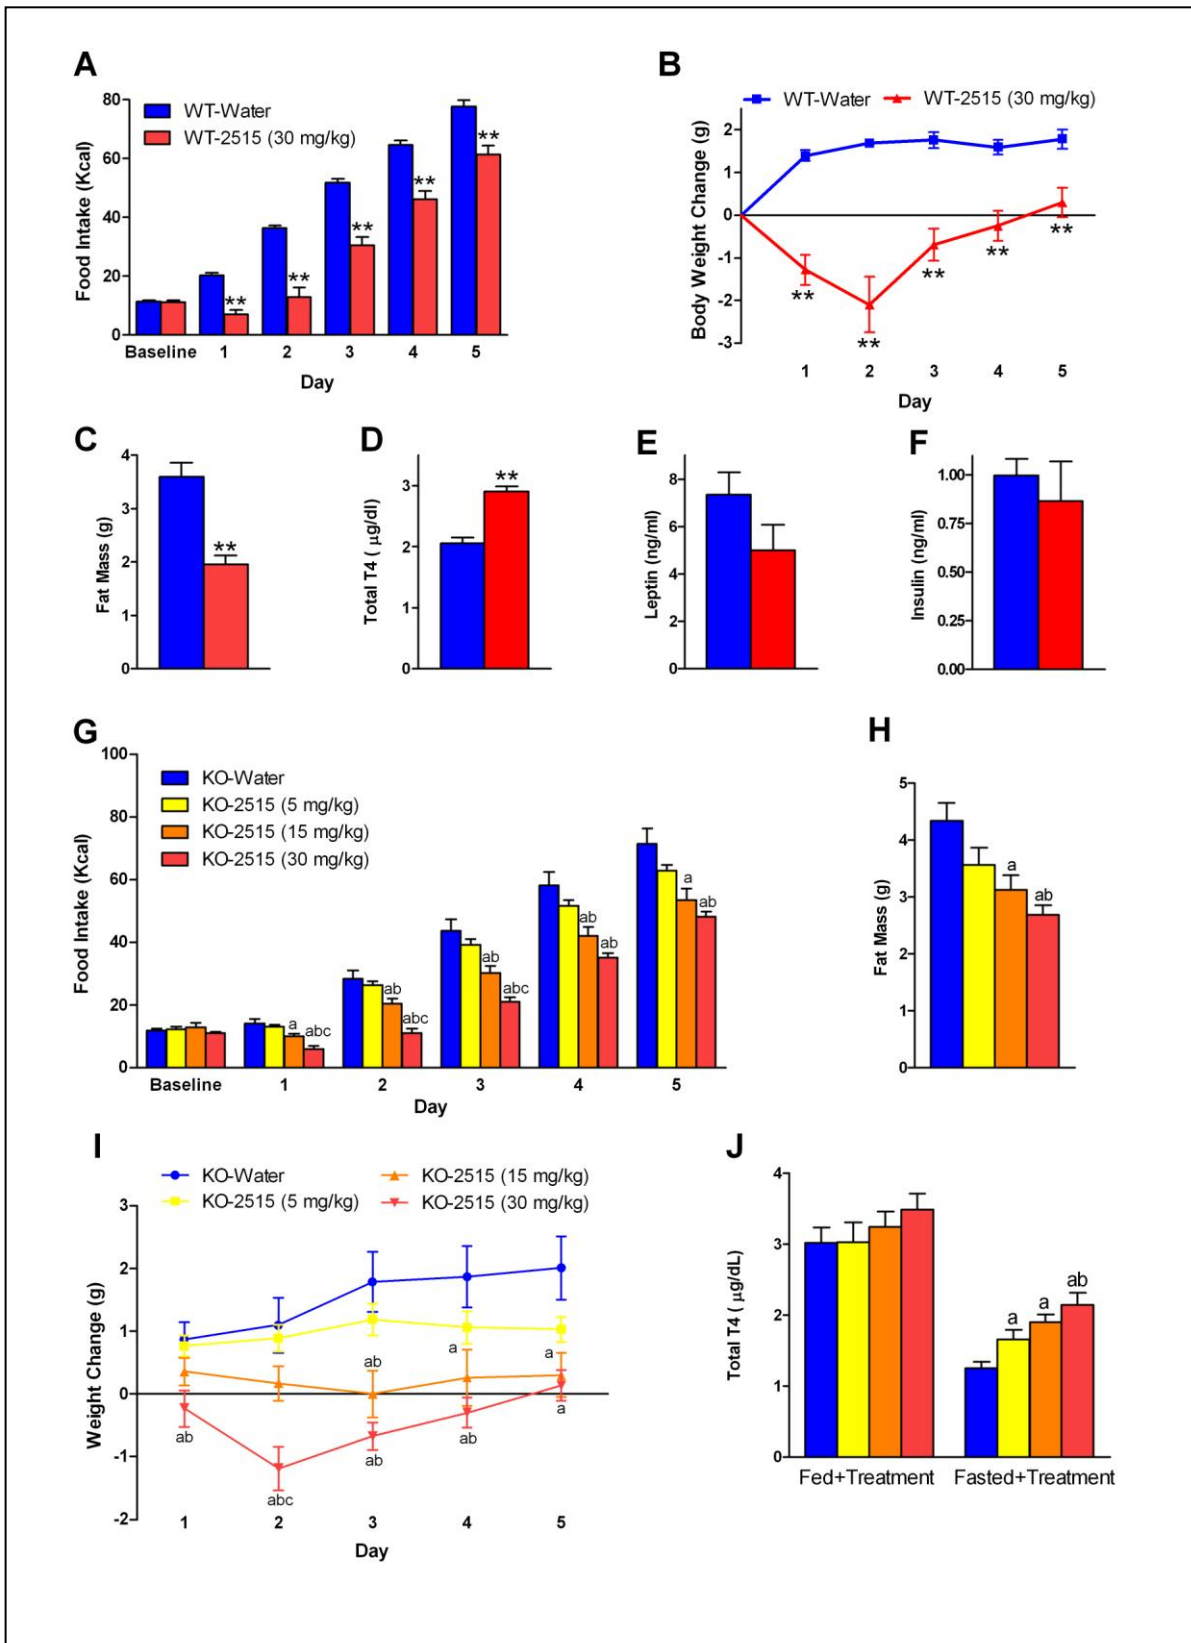 A
WT-Water
WT-2515 (30 mg/kg)
Food Intake (Kcal)
80
60
40
20
0
**
**
**
**
**
Baseline 1 2 3 4 5
Day
B
WT-Water WT-2515 (30 mg/kg)
Body Weight Change (g)
2
1
0
-1
-2
-3
**
**
**
**
**
1 2 3 4 5
Day
C
Fat Mass (g)
4
3
2
1
0
**
D
Total T4 ( µg/dl)
3
2
1
0
**
E
Leptin (ng/ml)
8
6
4
2
0
F
Insulin (ng/ml)
1.00
0.75
0.50
0.25
0.00
G
KO-Water
KO-2515 (5 mg/kg)
KO-2515 (15 mg/kg)
KO-2515 (30 mg/kg)
Food Intake (Kcal)
100
80
60
40
20
0
a abc
ab abc
ab abc
ab ab
a ab
Baseline 1 2 3 4 5
Day
H
Fat Mass (g)
5
4
3
2
1
0
a ab
I
KO-Water KO-2515 (15 mg/kg)
KO-2515 (5 mg/kg) KO-2515 (30 mg/kg)
Weight Change (g)
3
2
1
0
-1
-2
ab a a
ab abc ab ab a
1 2 3 4 5
Day
J
Total T4 ( µg/dL)
4
3
2
1
0
a a ab
Fed+Treatment Fasted+Treatment